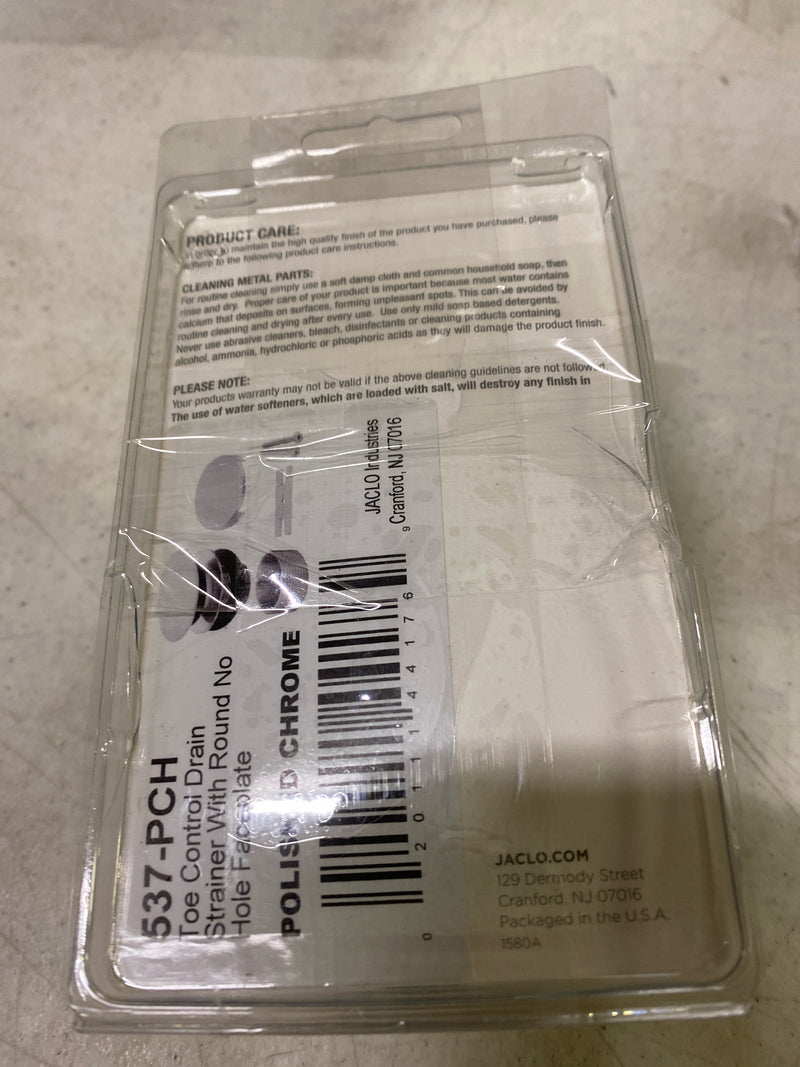 PRODUCT CARE:
In order to maintain the high quality finish of the product you have purchased, please
adhere to the following product care instructions.
CLEANING METAL PARTS:
For routine cleaning simply use a soft damp cloth and common household soap, then
rinse and dry. Proper care of your product is important because most water contains
calcium that deposits on surfaces, forming unpleasant spots. This can be avoided by
routine cleaning and drying after every use. Use only mild soap based detergents.
Never use abrasive cleaners, bleach, disinfectants or cleaning products containing
alcohol, ammonia, hydrochloric or phosphoric acids as they will damage the product finish.
PLEASE NOTE:
Your products warranty may not be valid if the above cleaning guidelines are not followed.
The use of water softeners, which are loaded with salt, will destroy any finish in
537-PCH
Toe Control Drain
Strainer With Round No
Hole Faceplate
POLISHED CHROME
JACLO Industries
Cranford, NJ 07016
0 20111 44176 9
JACLO.COM
129 Dermody Street
Cranford, NJ 07016
Packaged in the U.S.A.
1580A